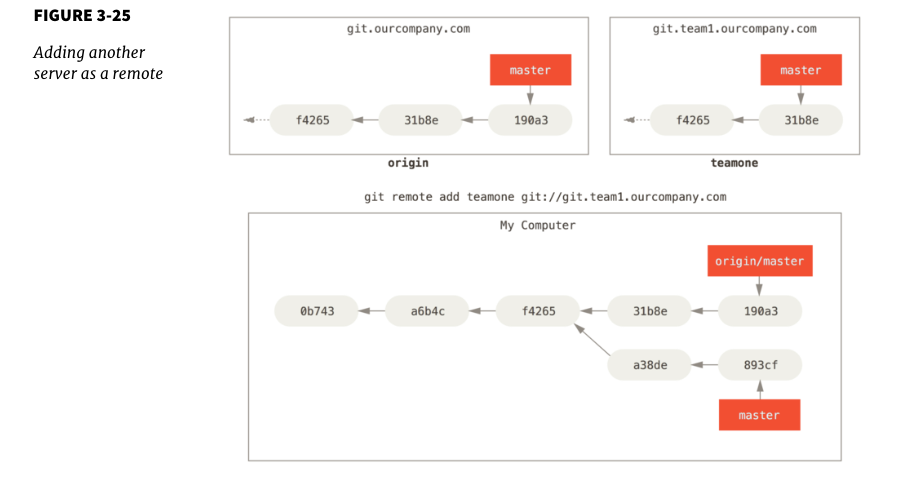 FIGURE 3-25
Adding another
server as a remote
git.ourcompany.com
master
f4265
31b8e
190a3
origin
git.team1.ourcompany.com
master
f4265
31b8e
teamone
git remote add teamone git://git.team1.ourcompany.com
My Computer
origin/master
0b743
a6b4c
f4265
31b8e
190a3
a38de
893cf
master